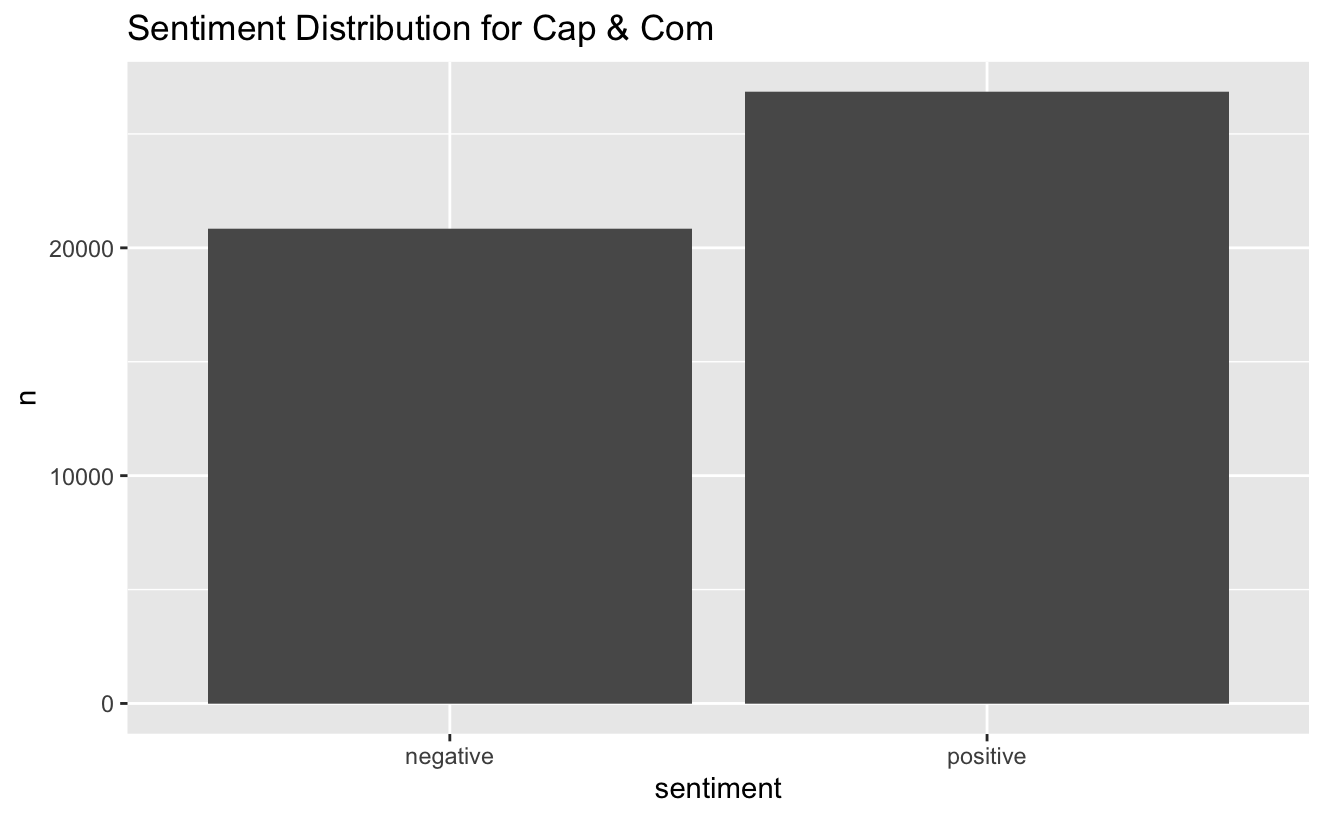 Sentiment Distribution for Cap & Com
n
20000
10000
0
negative positive
sentiment